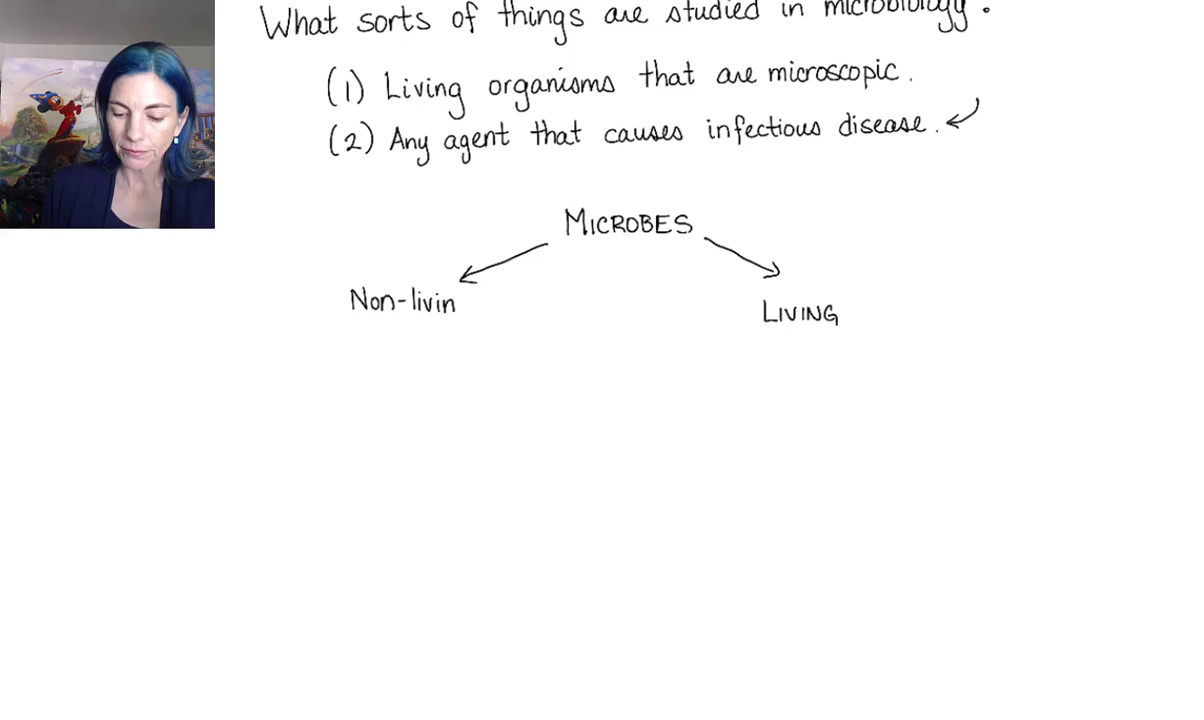 What sorts of things are studied in microbiology?
(1) Living organisms that are microscopic.
(2) Any agent that causes infectious disease.
MICROBES
Non-livin
LIVING